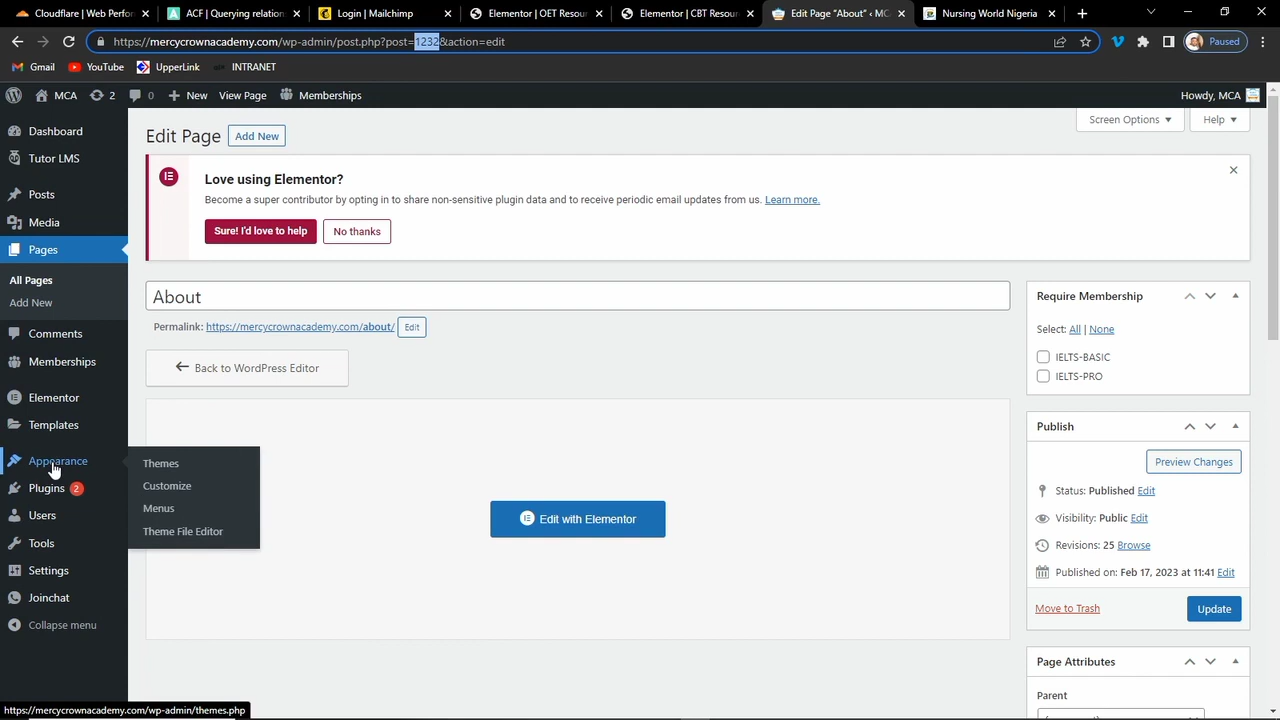 Cloudflare | Web Perfor
ACF | Querying relation
Login | Mailchimp
Elementor | OET Resour
Elementor | CBT Resour
Edit Page "About" ‹ MC
Nursing World Nigeria
https://mercycrownacademy.com/wp-admin/post.php?post=1232&action=edit
Paused
Gmail
YouTube
UpperLink
INTRANET
MCA
2
0
New
View Page
Memberships
Howdy, MCA
Dashboard
Tutor LMS
Posts
Media
Pages
All Pages
Add New
Comments
Memberships
Elementor
Templates
Appearance
Plugins 2
Users
Tools
Settings
Joinchat
Collapse menu
Themes
Customize
Menus
Theme File Editor
Edit Page
Add New
Screen Options
Help
Love using Elementor?
Become a super contributor by opting in to share non-sensitive plugin data and to receive periodic email updates from us. Learn more.
Sure! I'd love to help
No thanks
About
Permalink: https://mercycrownacademy.com/about/ Edit
Back to WordPress Editor
Edit with Elementor
Require Membership
Select: All | None
IELTS-BASIC
IELTS-PRO
Publish
Preview Changes
Status: Published Edit
Visibility: Public Edit
Revisions: 25 Browse
Published on: Feb 17, 2023 at 11:41 Edit
Move to Trash
Update
Page Attributes
Parent
https://mercycrownacademy.com/wp-admin/themes.php